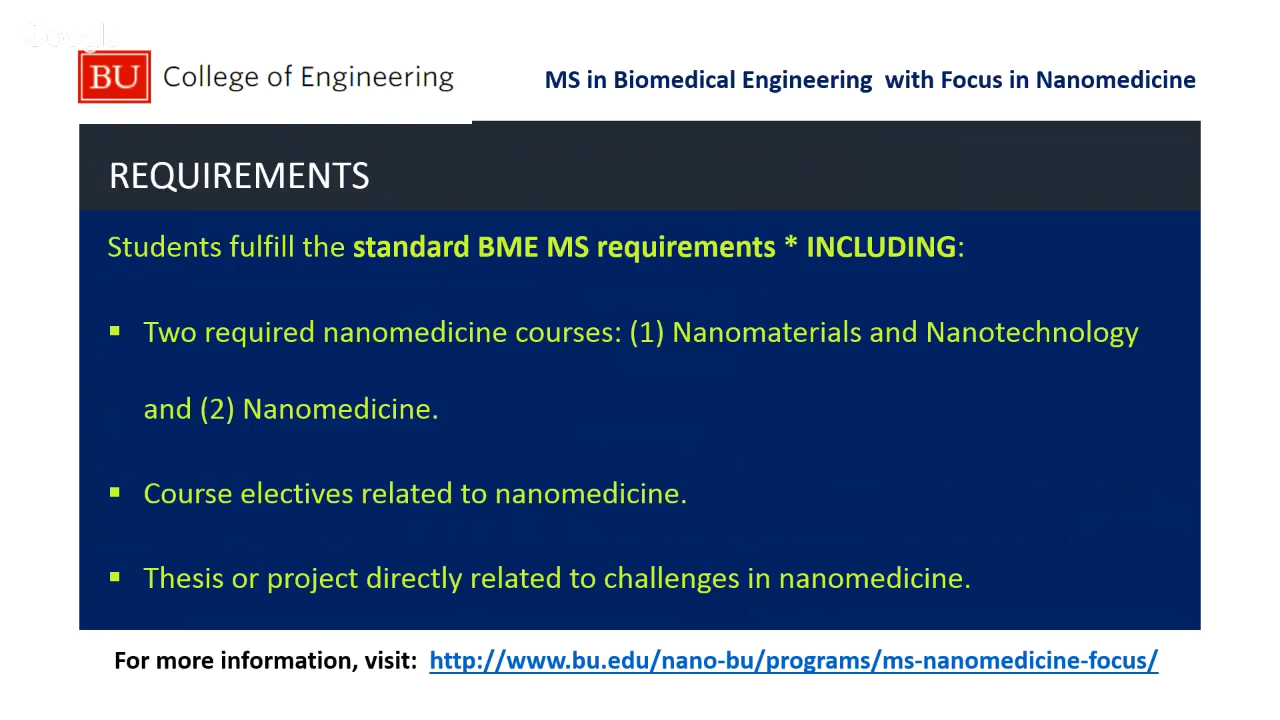 Google
BU College of Engineering
MS in Biomedical Engineering with Focus in Nanomedicine
REQUIREMENTS
Students fulfill the standard BME MS requirements * INCLUDING:
▪ Two required nanomedicine courses: (1) Nanomaterials and Nanotechnology
and (2) Nanomedicine.
▪ Course electives related to nanomedicine.
▪ Thesis or project directly related to challenges in nanomedicine.
For more information, visit: http://www.bu.edu/nano-bu/programs/ms-nanomedicine-focus/